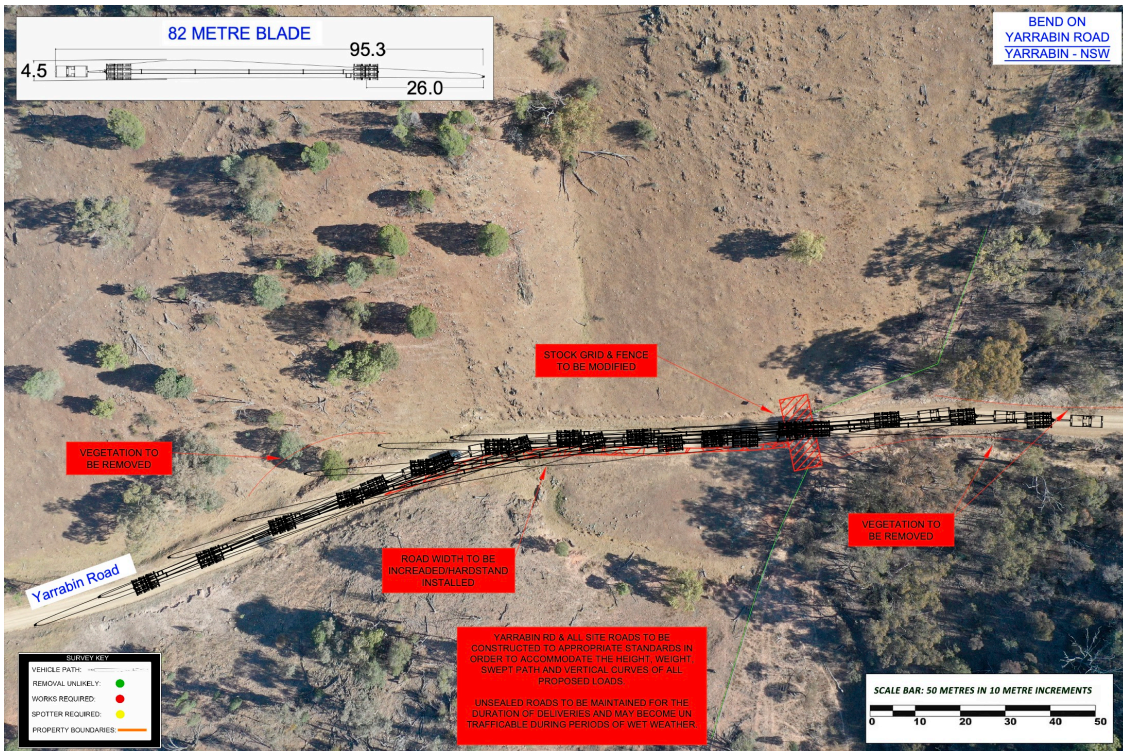 82 METRE BLADE
95.3
4.5
26.0
BEND ON
YARRABIN ROAD
YARRABIN - NSW
STOCK GRID & FENCE
TO BE MODIFIED
VEGETATION TO
BE REMOVED
VEGETATION TO
BE REMOVED
ROAD WIDTH TO BE
INCREADED/HARDSTAND
INSTALLED
Yarrabin Road
YARRABIN RD & ALL SITE ROADS TO BE
CONSTRUCTED TO APPROPRIATE STANDARDS IN
ORDER TO ACCOMMODATE THE HEIGHT, WEIGHT
SWEPT PATH AND VERTICAL CURVES OF ALL
PROPOSED LOADS
UNSEALED ROADS TO BE MAINTAINED FOR THE
DURATION OF DELIVERIES AND MAY BECOME UN
TRAFFICABLE DURING PERIODS OF WET WEATHER.
SURVEY KEY
VEHICLE PATH:
REMOVAL UNLIKELY:
WORKS REQUIRED:
SPOTTER REQUIRED:
PROPERTY BOUNDARIES:
SCALE BAR: 50 METRES IN 10 METRE INCREMENTS
0 10 20 30 40 50